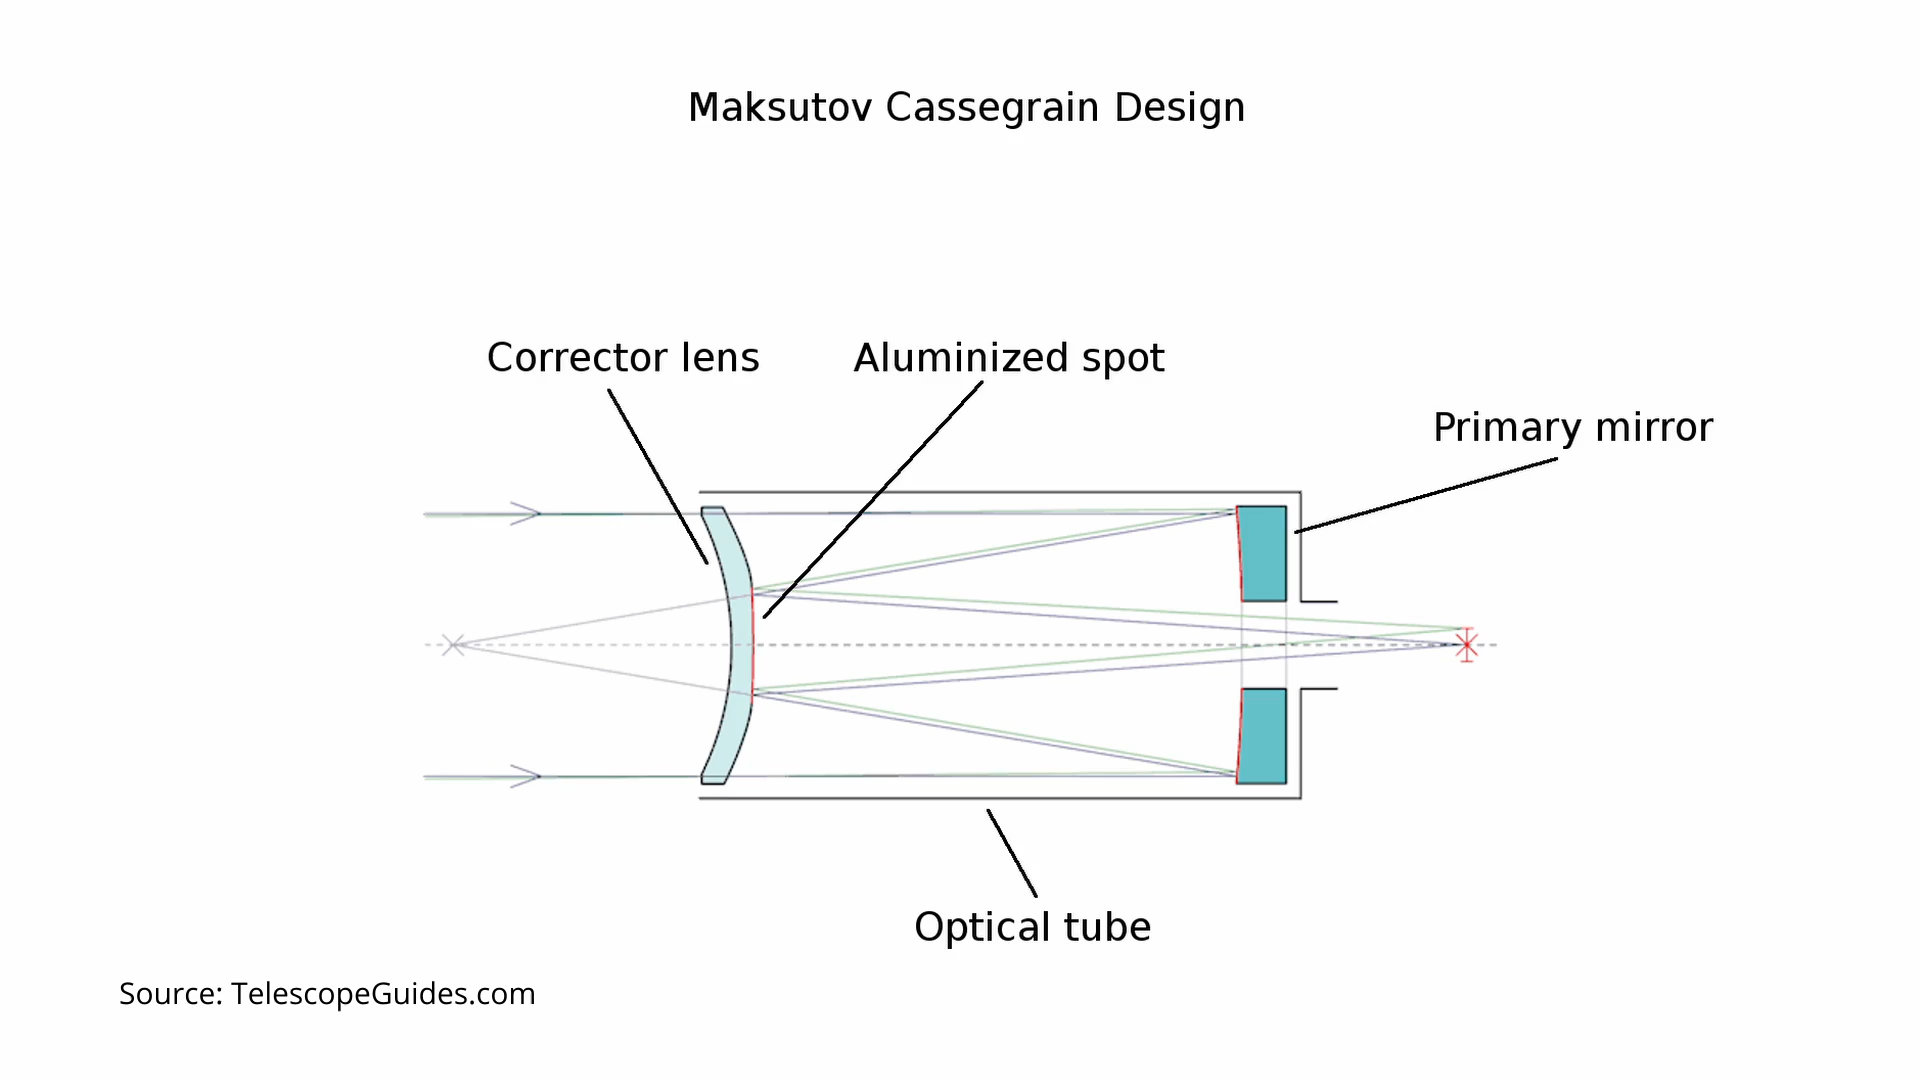 Maksutov Cassegrain Design
Corrector lens
Aluminized spot
Primary mirror
Optical tube
Source: TelescopeGuides.com